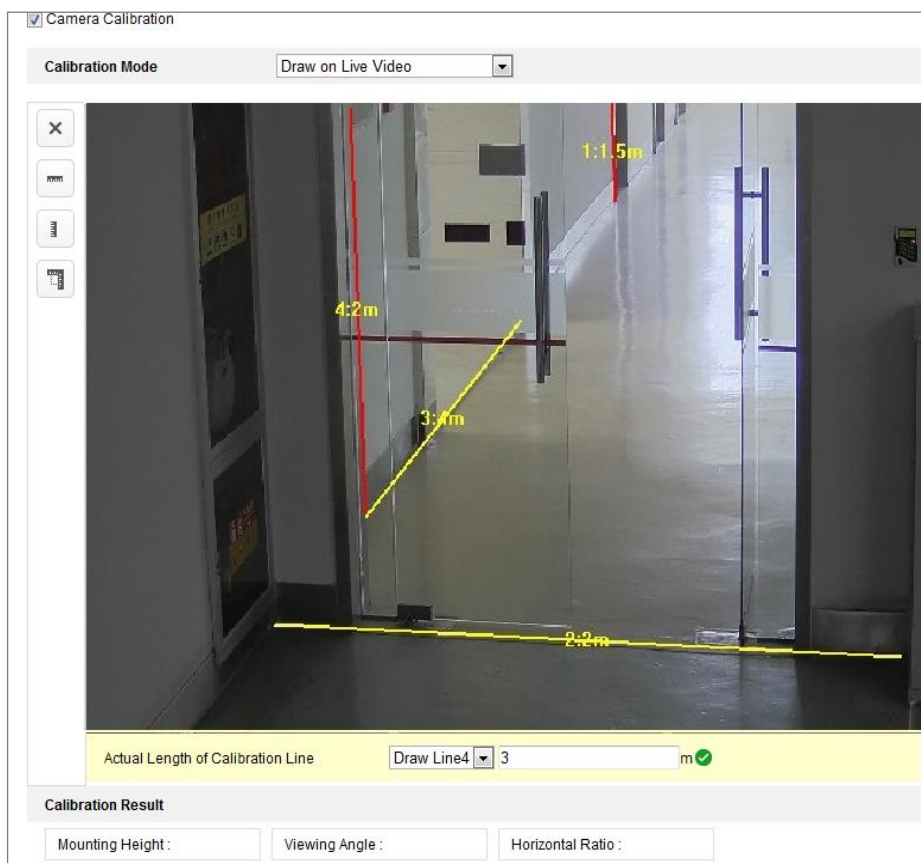 Camera Calibration
Calibration Mode
Draw on Live Video
1:1.5m
4:2m
3:4m
2:2m
Actual Length of Calibration Line
Draw Line4
3
m
Calibration Result
Mounting Height :
Viewing Angle :
Horizontal Ratio :